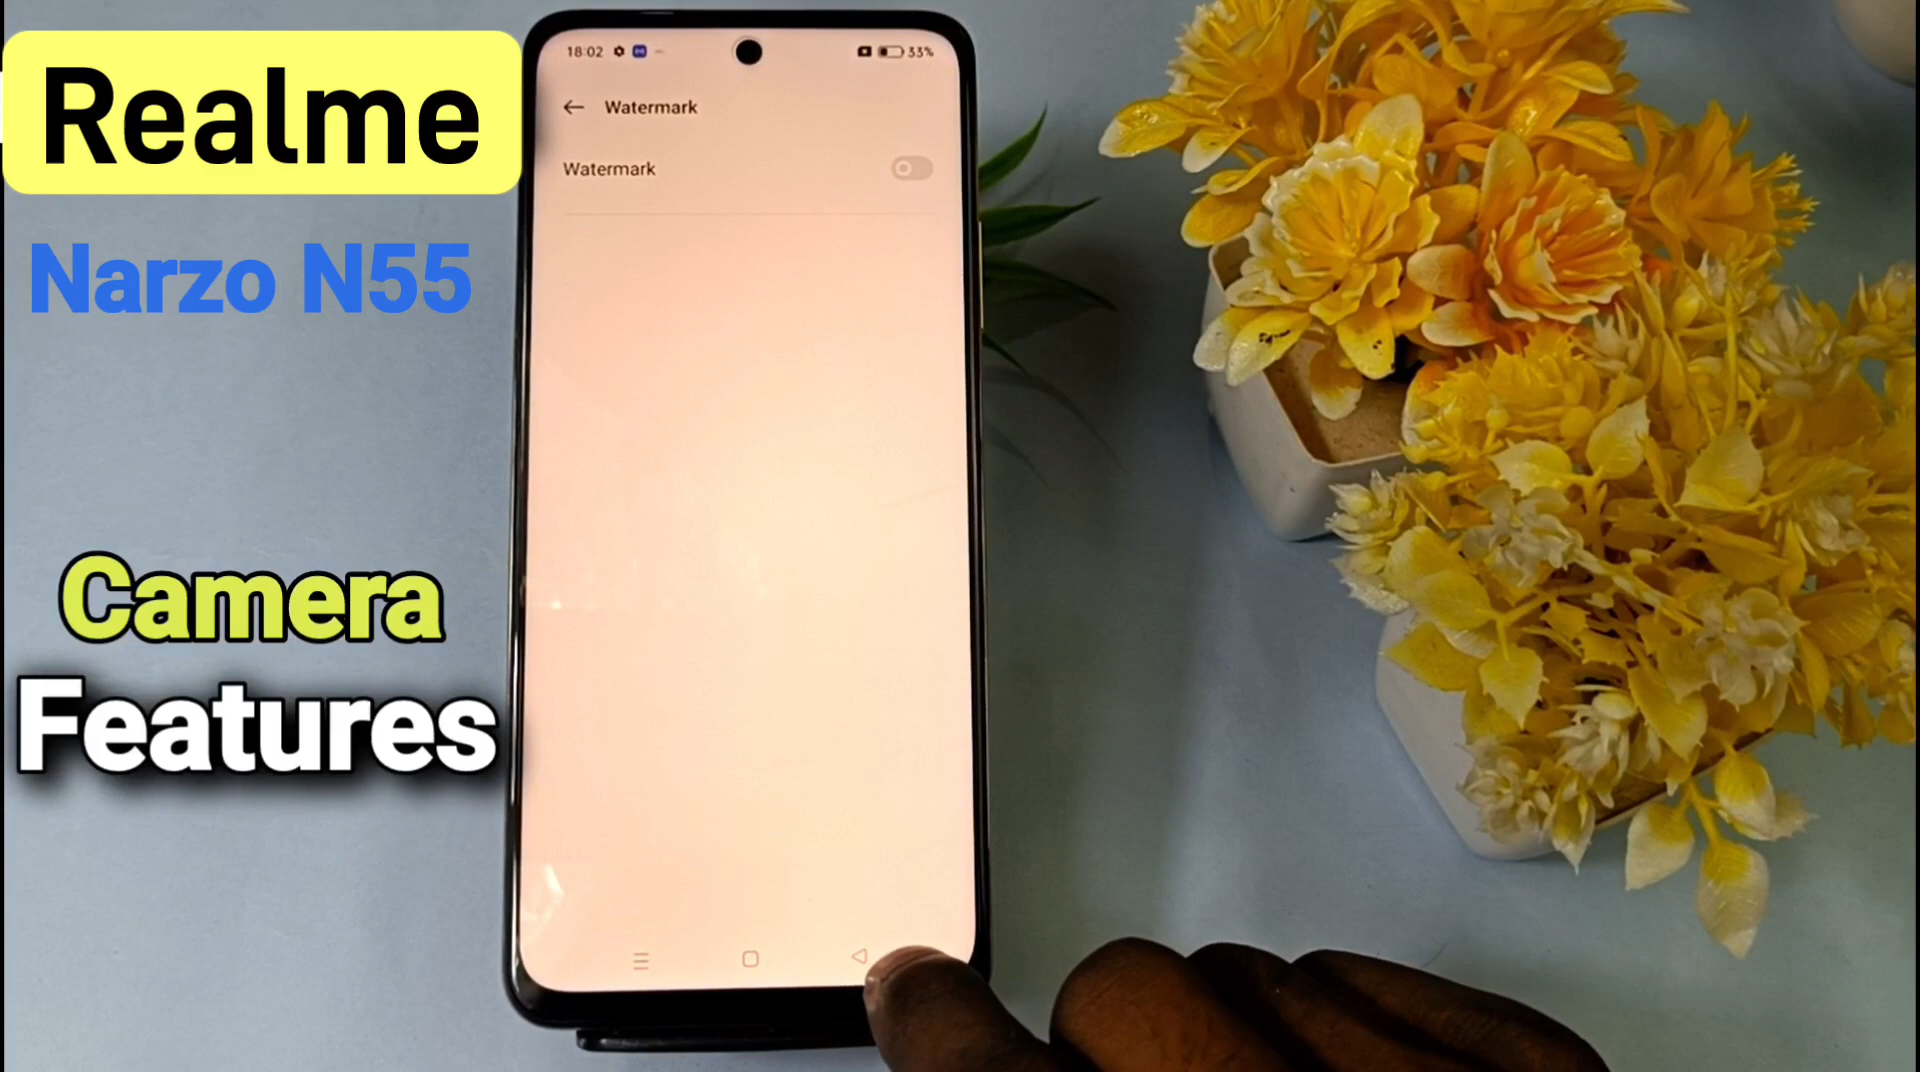 Realme
Narzo N55
Camera
Features
18:02
33%
Watermark
Watermark